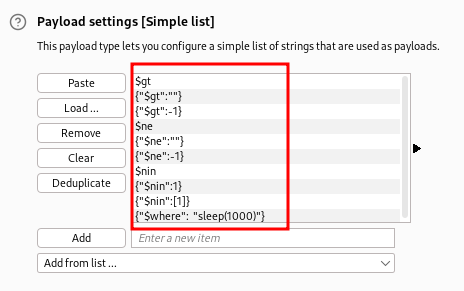 Payload settings [Simple list]
This payload type lets you configure a simple list of strings that are used as payloads.
Paste
Load ...
Remove
Clear
Deduplicate
$gt
{"$gt":""}
{"$gt":-1}
$ne
{"$ne":""}
{"$ne":-1}
$nin
{"$nin":1}
{"$nin":[1]}
{"$where": "sleep(1000)"}
Add
Enter a new item
Add from list ...